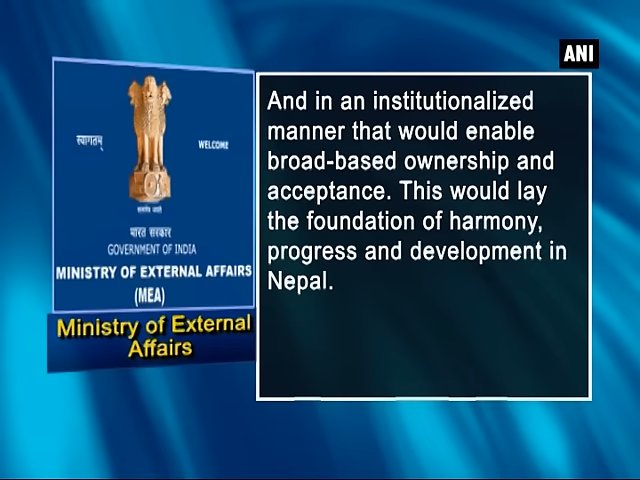 ANI
स्वागतम्
WELCOME
सत्यमेव जयते
भारत सरकार
GOVERNMENT OF INDIA
MINISTRY OF EXTERNAL AFFAIRS
(MEA)
Ministry of External
Affairs
And in an institutionalized
manner that would enable
broad-based ownership and
acceptance. This would lay
the foundation of harmony,
progress and development in
Nepal.